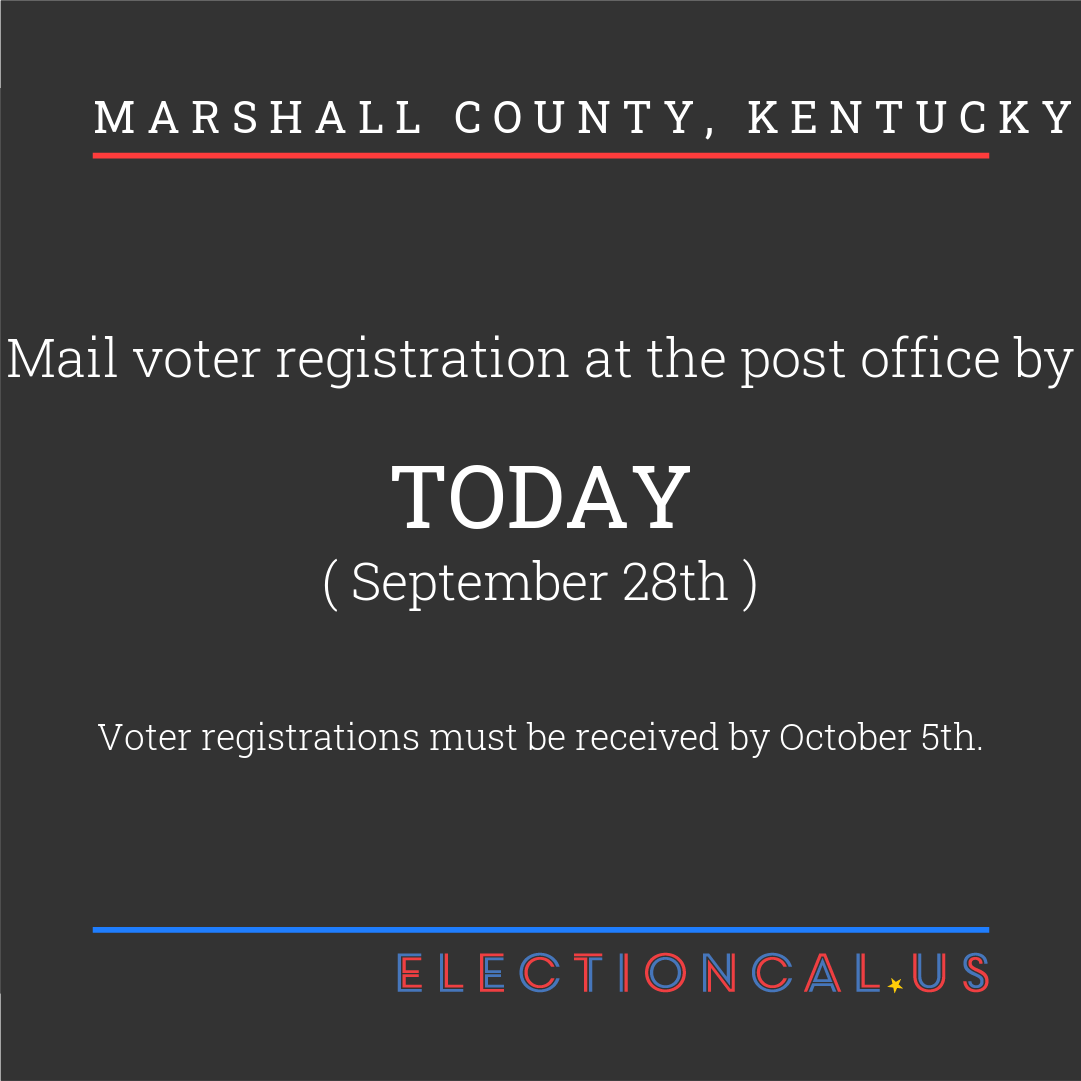 MARSHALL COUNTY, KENTUCKY
Mail voter registration at the post office by
TODAY
( September 28th )
Voter registrations must be received by October 5th.
ELECTIONCAL.US